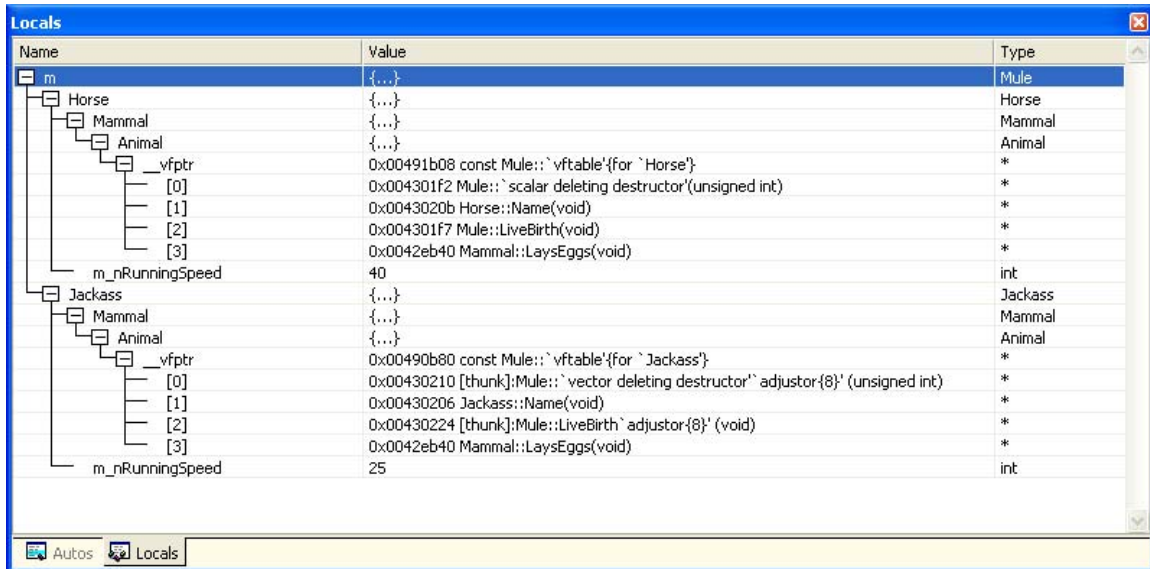 Locals
Name Value Type
m {...} Mule
Horse {...} Horse
Mammal {...} Mammal
Animal {...} Animal
__vfptr 0x00491b08 const Mule::`vftable'{for `Horse'} *
[0] 0x004301f2 Mule::`scalar deleting destructor'(unsigned int) *
[1] 0x0043020b Horse::Name(void) *
[2] 0x004301f7 Mule::LiveBirth(void) *
[3] 0x0042eb40 Mammal::LaysEggs(void) *
m_nRunningSpeed 40 int
Jackass {...} Jackass
Mammal {...} Mammal
Animal {...} Animal
__vfptr 0x00490b80 const Mule::`vftable'{for `Jackass'} *
[0] 0x00430210 [thunk]:Mule::`vector deleting destructor'`adjustor{8}' (unsigned int) *
[1] 0x00430206 Jackass::Name(void) *
[2] 0x00430224 [thunk]:Mule::LiveBirth`adjustor{8}' (void) *
[3] 0x0042eb40 Mammal::LaysEggs(void) *
m_nRunningSpeed 25 int
Autos Locals